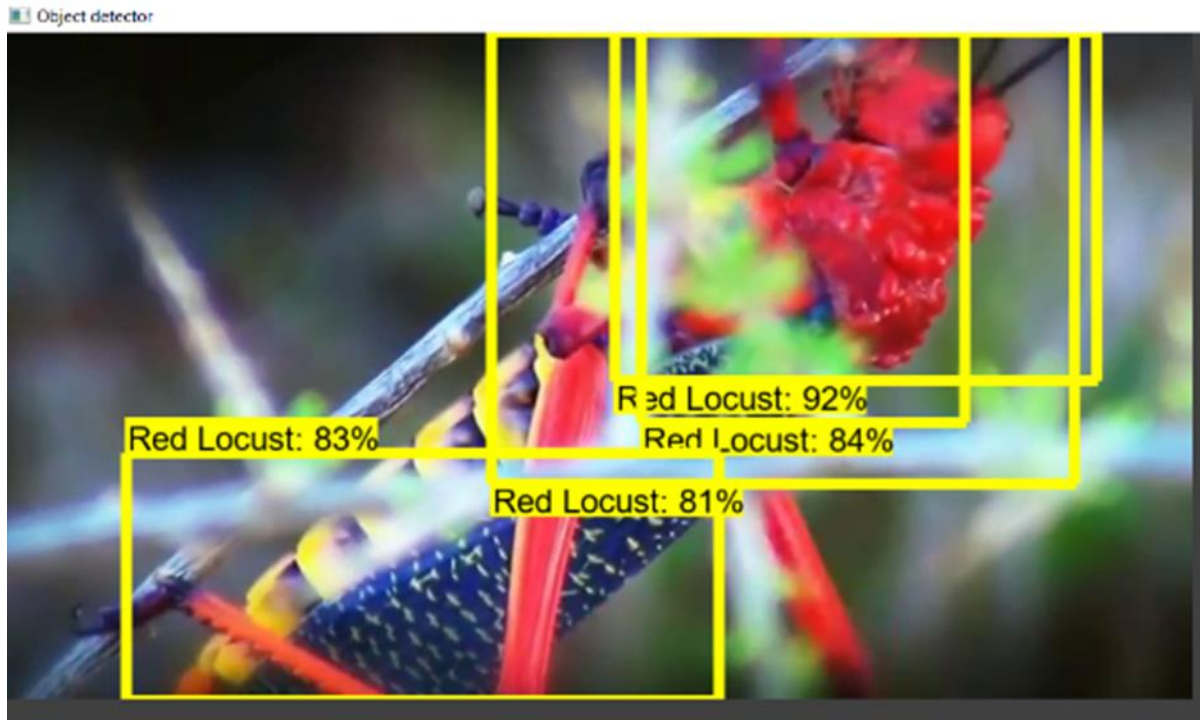 Object detector
Red Locust: 92%
Red Locust: 83%
Red Locust: 84%
Red Locust: 81%